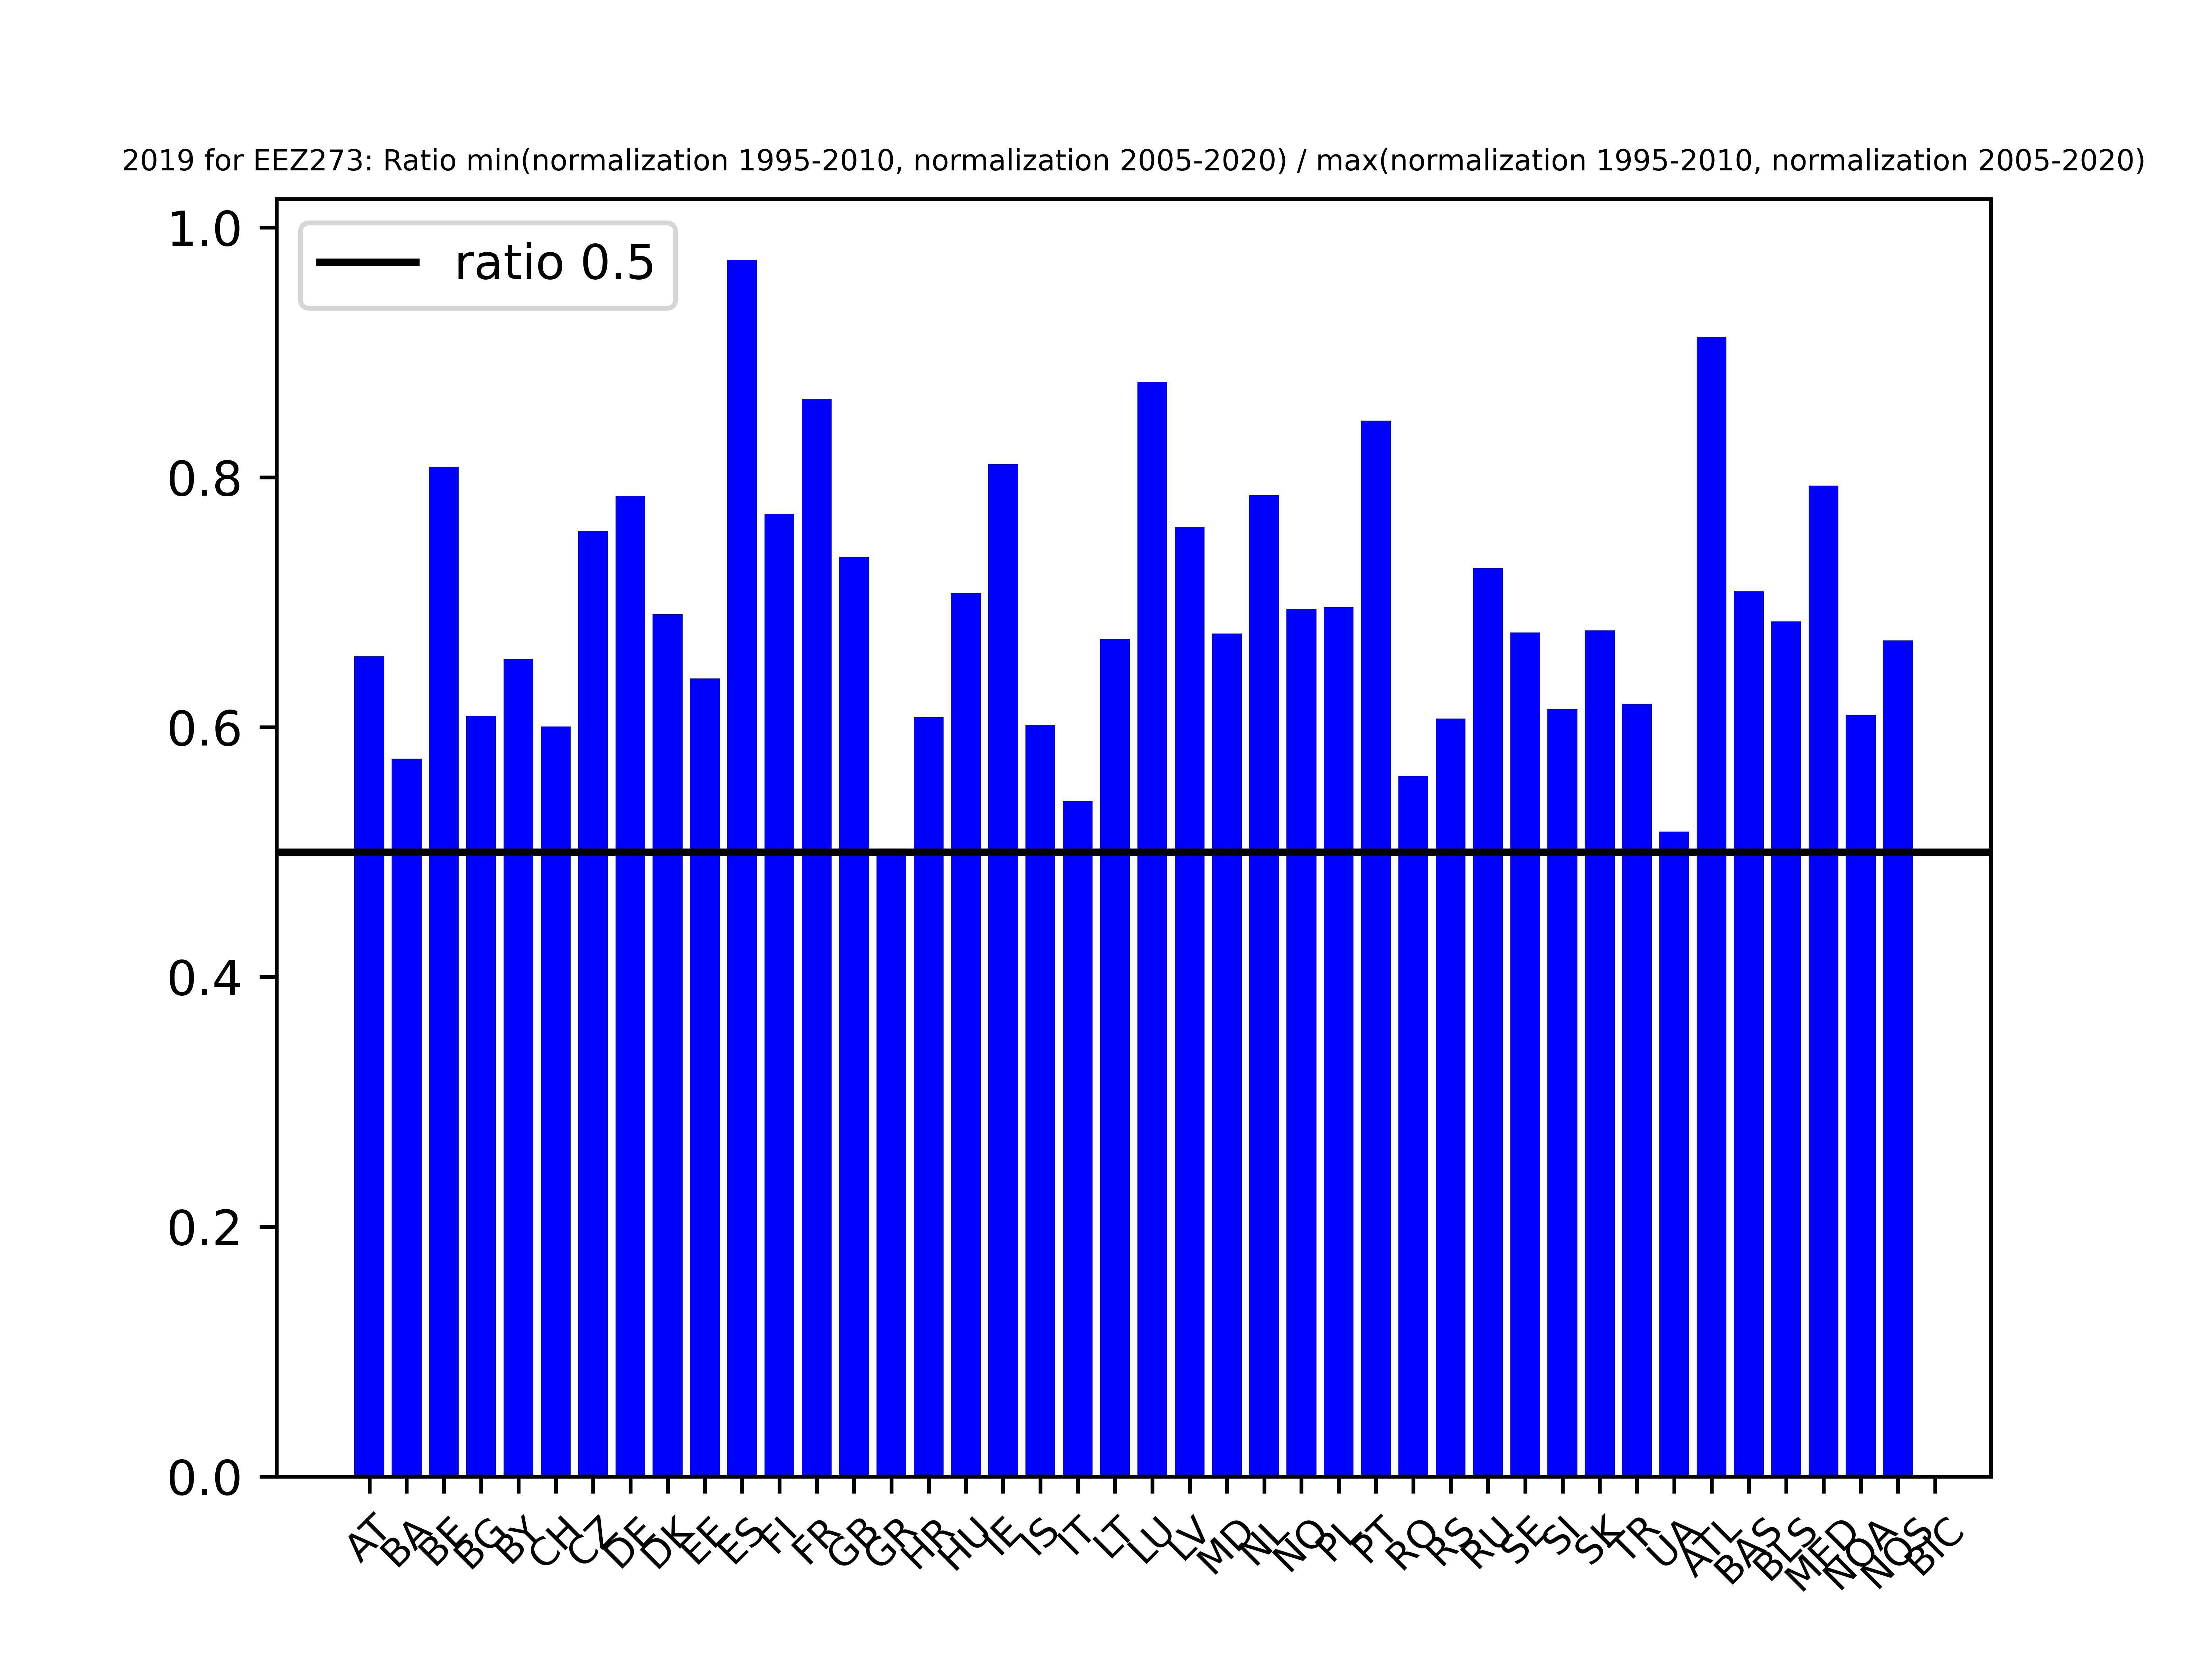 2019 for EEZ273: Ratio min(normalization 1995-2010, normalization 2005-2020) / max(normalization 1995-2010, normalization 2005-2020)
1.0
ratio 0.5
0.8
0.6
0.4
0.2
0.0
AT BA BE BG BY CH CZ DE DK EE ES FI FR GB GR HR HU IE IS IT LT LU LV MD NL NO PL PT RO RS RU SE SI SK TR UA ATL BAS BLS MED NOA NOS BIC